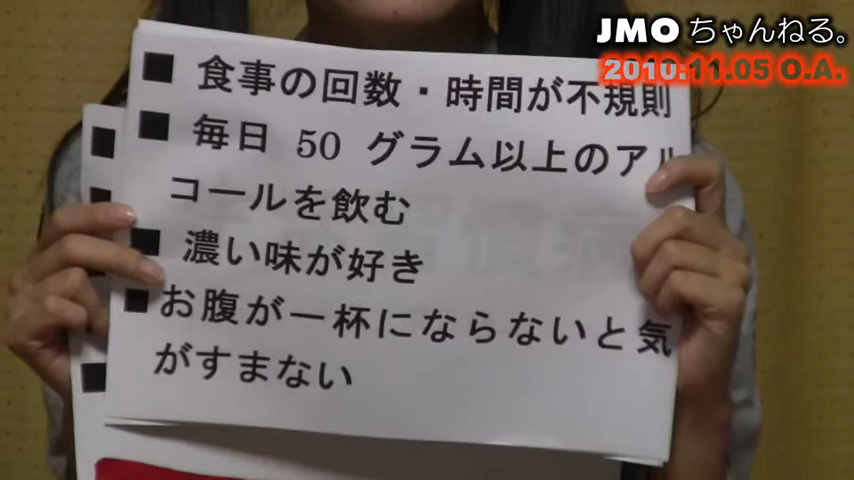 JMOちゃんねる。
2010.11.05 O.A.
■ 食事の回数・時間が不規則
■ 毎日 50 グラム以上のアル
コールを飲む
■ 濃い味が好き
■ お腹が一杯にならないと気
がすまない